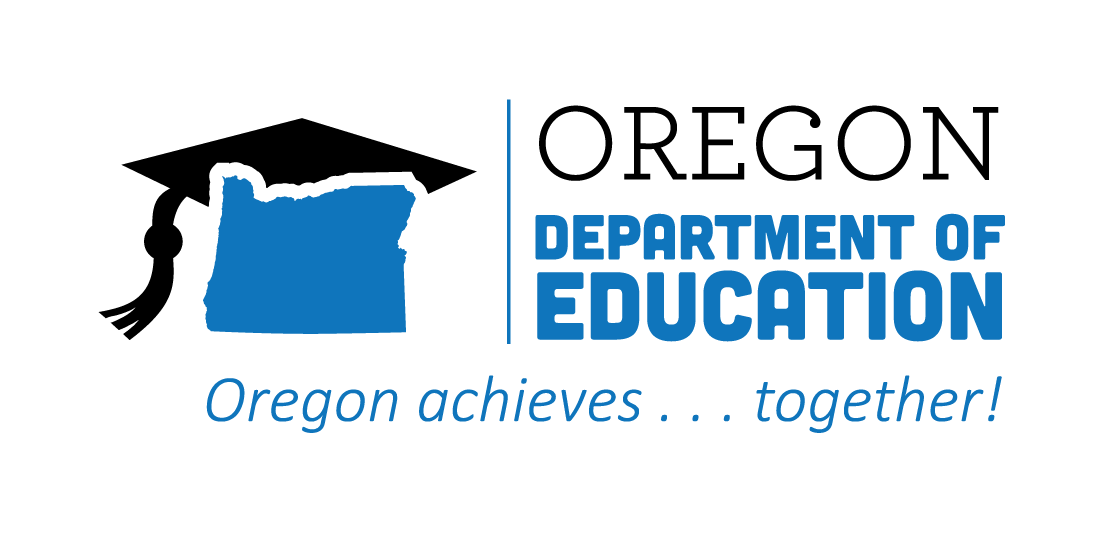 OREGON
DEPARTMENT OF
EDUCATION
Oregon achieves . . . together!